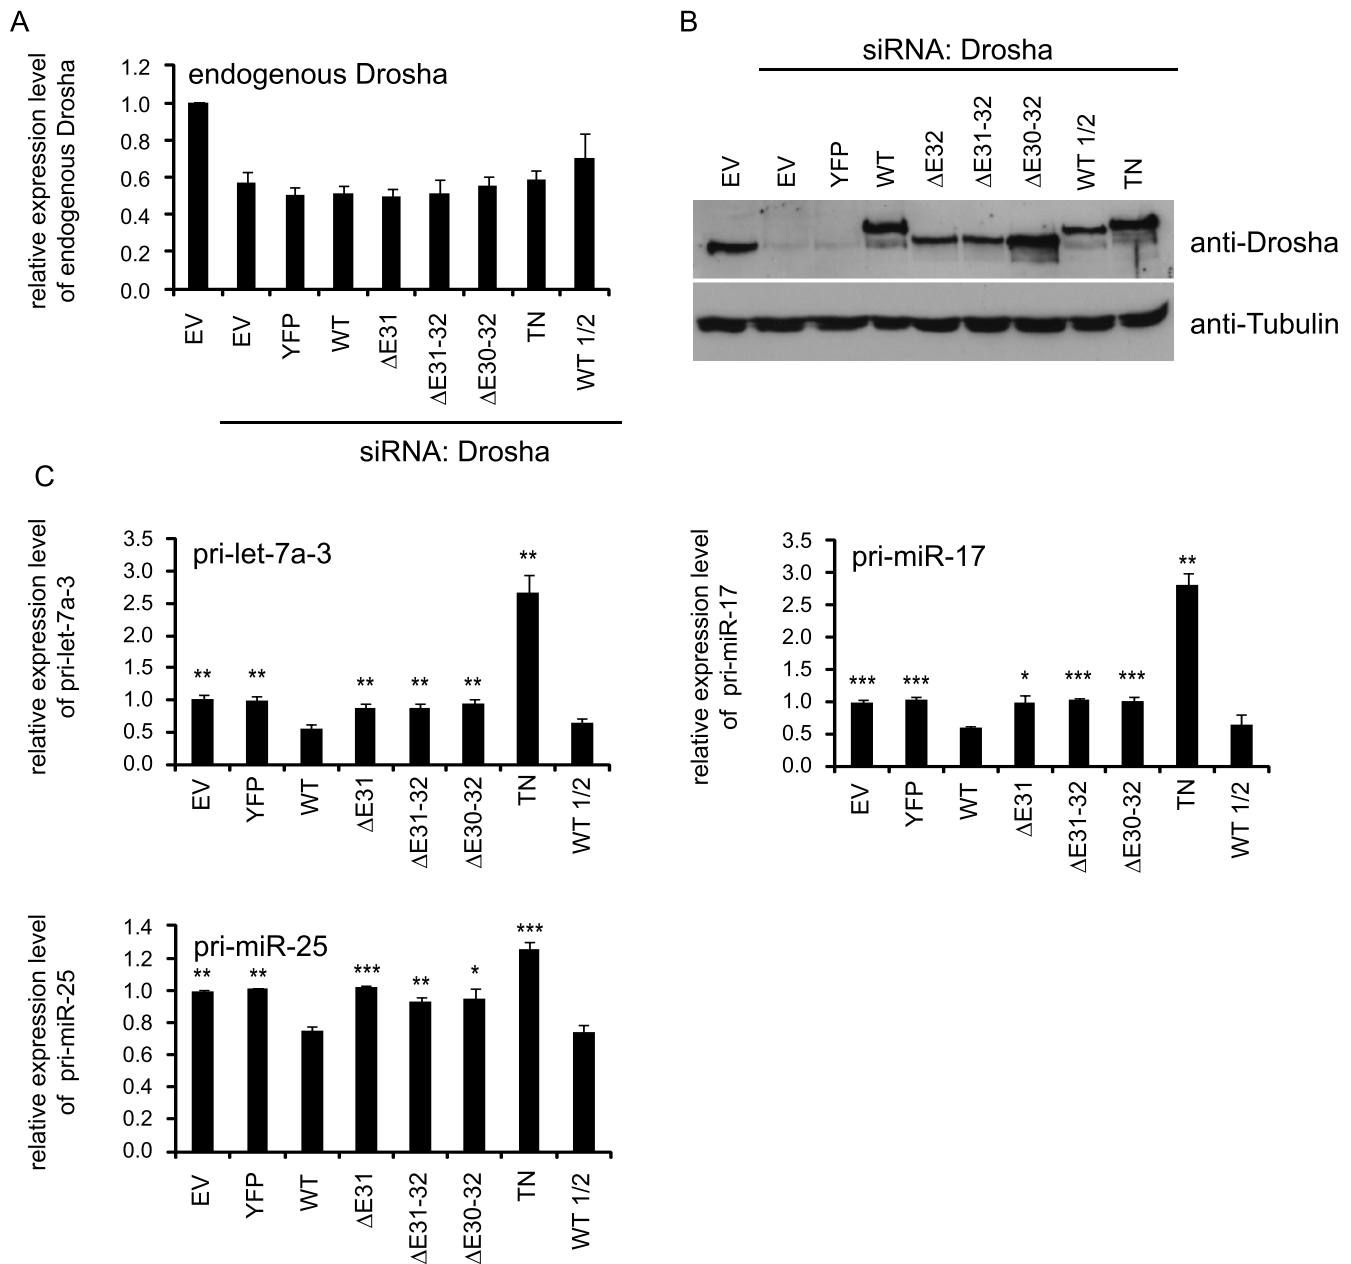 A
relative expression level
of endogenous Drosha
1.2
1.0
0.8
0.6
0.4
0.2
0.0
endogenous Drosha
EV
EV
YFP
WT
ΔE31
ΔE31-32
ΔE30-32
TN
WT 1/2
siRNA: Drosha
B
siRNA: Drosha
EV
EV
YFP
WT
ΔE32
ΔE31-32
ΔE30-32
WT 1/2
TN
anti-Drosha
anti-Tubulin
C
relative expression level
of pri-let-7a-3
3.5
3.0
2.5
2.0
1.5
1.0
0.5
0.0
pri-let-7a-3
** ** ** ** ** **
EV
YFP
WT
ΔE31
ΔE31-32
ΔE30-32
TN
WT 1/2
relative expression level
of pri-miR-17
3.5
3.0
2.5
2.0
1.5
1.0
0.5
0.0
pri-miR-17
*** *** * *** *** **
EV
YFP
WT
ΔE31
ΔE31-32
ΔE30-32
TN
WT 1/2
relative expression level
of pri-miR-25
1.4
1.2
1.0
0.8
0.6
0.4
0.2
0.0
pri-miR-25
** ** *** ** * ***
EV
YFP
WT
ΔE31
ΔE31-32
ΔE30-32
TN
WT 1/2